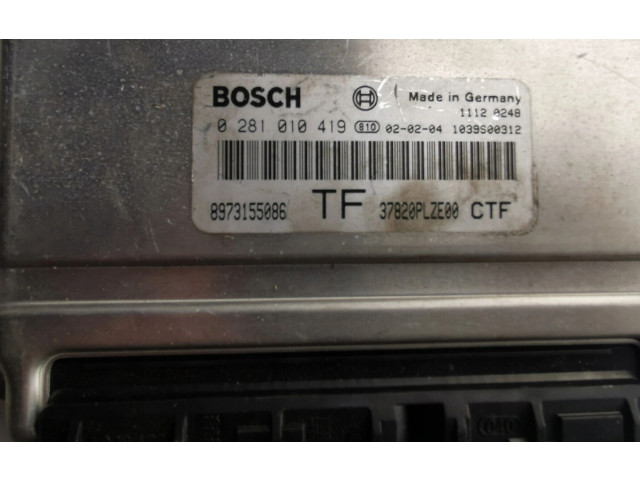 BOSCH Made in Germany
1112 0248
0 281 010 419 810 02-02-04 1039S00312
8973155086 TF 37820PLZE00 CTF